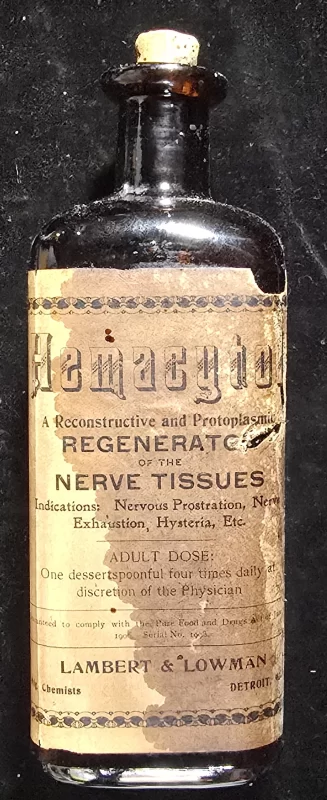 A Reconstructive and Protoplasmic
REGENERATO
OF THE
NERVE TISSUES
Indications: Nervous Prostration, Nerv
Exhaustion, Hysteria, Etc.
ADULT DOSE:
One dessertspoonful four times daily at
discretion of the Physician
to comply with the Pure Food and Drugs Act of
Serial No.
LAMBERT & LOWMAN
Chemists DETROIT,